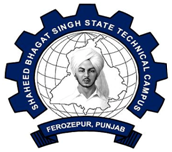 SHAHEED BHAGAT SINGH STATE TECHNICAL CAMPUS
FEROZEPUR, PUNJAB